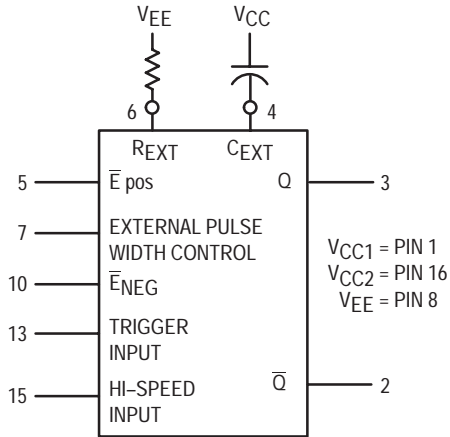 VEE VCC
6 4
REXT CEXT
5 E̅ pos Q 3
7 EXTERNAL PULSE
WIDTH CONTROL
10 E̅NEG
13 TRIGGER
INPUT
15 HI–SPEED
INPUT
Q̅ 2
VCC1 = PIN 1
VCC2 = PIN 16
VEE = PIN 8